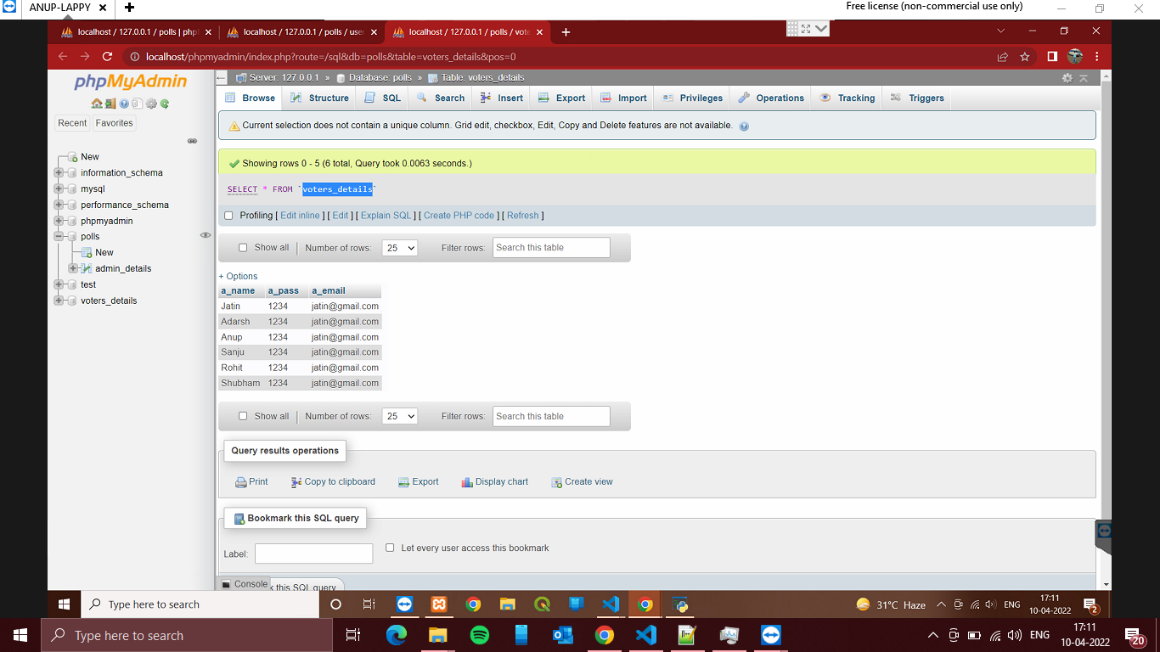 ANUP-LAPPY
Free license (non-commercial use only)
localhost / 127.0.0.1 / polls | php
localhost / 127.0.0.1 / polls / use
localhost / 127.0.0.1 / polls / vote
localhost/phpmyadmin/index.php?route=/sql&db=polls&table=voters_details&pos=0
phpMyAdmin
Recent Favorites
New
information_schema
mysql
performance_schema
phpmyadmin
polls
New
admin_details
test
voters_details
Server: 127.0.0.1 » Database: polls » Table: voters_details
Browse Structure SQL Search Insert Export Import Privileges Operations Tracking Triggers
Current selection does not contain a unique column. Grid edit, checkbox, Edit, Copy and Delete features are not available.
Showing rows 0 - 5 (6 total, Query took 0.0063 seconds.)
SELECT * FROM `voters_details`
Profiling [ Edit inline ] [ Edit ] [ Explain SQL ] [ Create PHP code ] [ Refresh ]
Show all Number of rows: 25 Filter rows: Search this table
+ Options
a_name a_pass a_email
Jatin 1234 jatin@gmail.com
Adarsh 1234 jatin@gmail.com
Anup 1234 jatin@gmail.com
Sanju 1234 jatin@gmail.com
Rohit 1234 jatin@gmail.com
Shubham 1234 jatin@gmail.com
Show all Number of rows: 25 Filter rows: Search this table
Query results operations
Print Copy to clipboard Export Display chart Create view
Bookmark this SQL query
Label: Let every user access this bookmark
Console k this SQL query
Type here to search
31°C Haze ENG 17:11
10-04-2022 2
Type here to search
ENG 17:11
10-04-2022 20